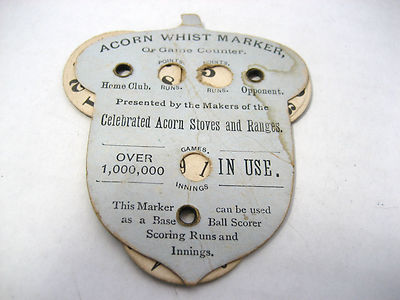 ACORN WHIST MARKER,
Or Game Counter.
POINTS, POINTS,
Home Club. RUNS. RUNS. Opponent.
Presented by the Makers of the
Celebrated Acorn Stoves and Ranges.
GAMES,
OVER
1,000,000 9 1 IN USE.
INNINGS
This Marker can be used
as a Base Ball Scorer
Scoring Runs and
Innings.